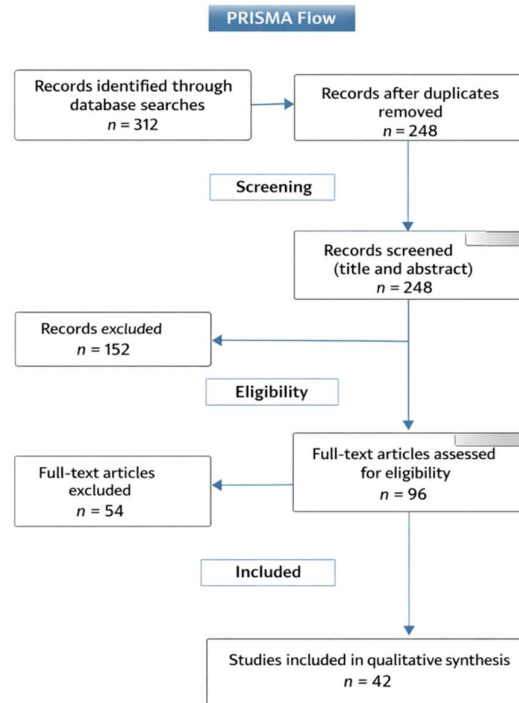 PRISMA Flow
Records identified through
database searches
n = 312
Records after duplicates
removed
n = 248
Screening
Records screened
(title and abstract)
n = 248
Records excluded
n = 152
Eligibility
Full-text articles assessed
for eligibility
n = 96
Full-text articles
excluded
n = 54
Included
Studies included in qualitative synthesis
n = 42